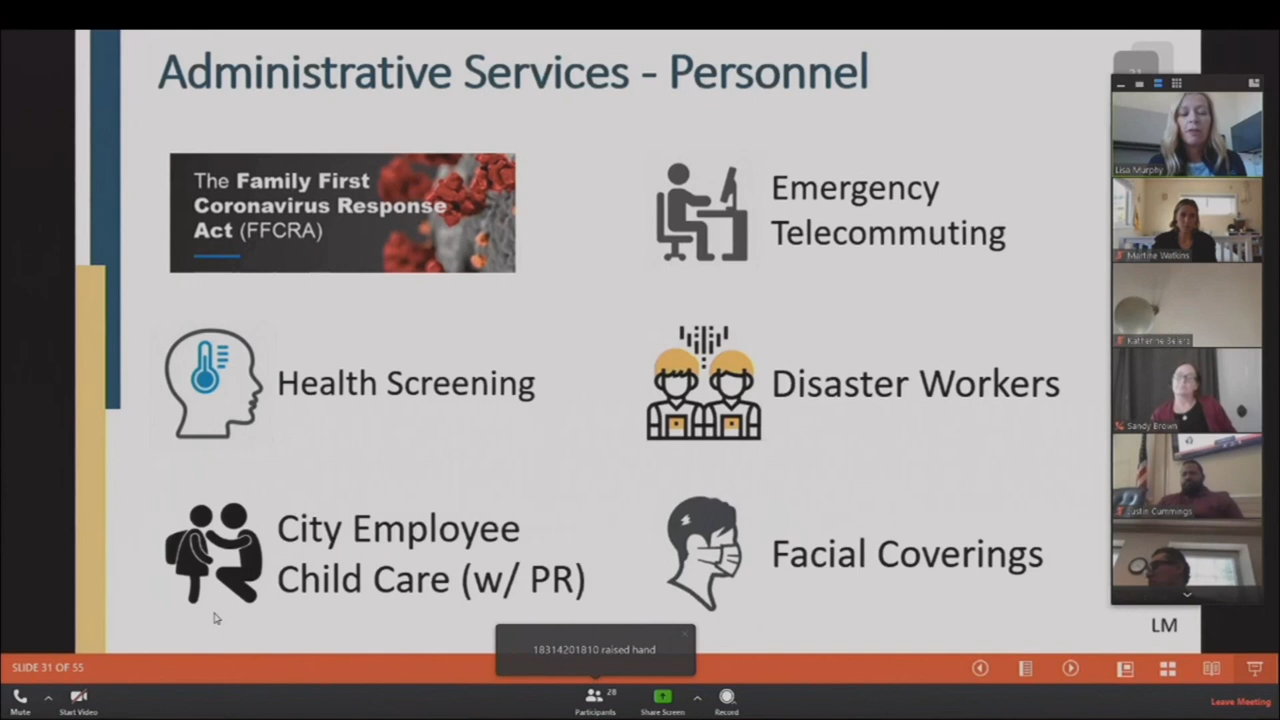 Administrative Services - Personnel
The Family First
Coronavirus Response
Act (FFCRA)
Emergency
Telecommuting
Health Screening
Disaster Workers
City Employee
Child Care (w/ PR)
Facial Coverings
LM
Lisa Murphy
Martine Watkins
Katherine Beiers
Sandy Brown
Justin Cummings
18314201810 raised hand
SLIDE 31 OF 55
Mute
Start Video
28
Participants
Share Screen
Record
Leave Meeting